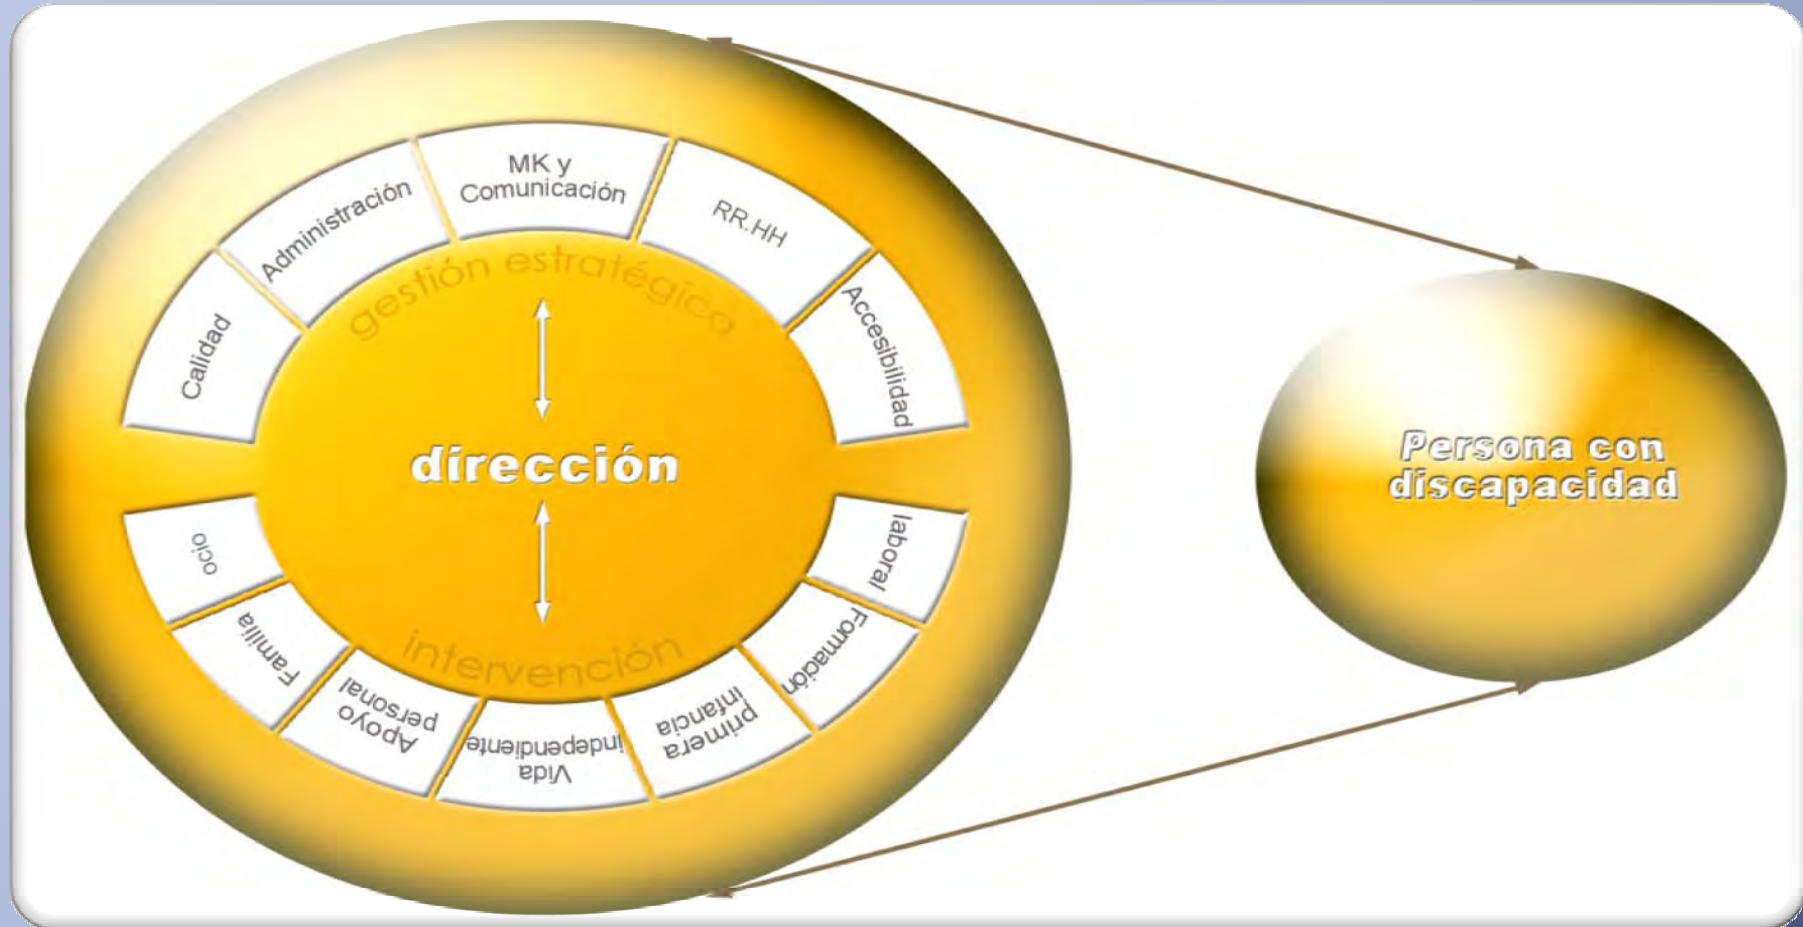 MK y
Comunicación
Administración
RR.HH
Calidad
Accesibilidad
gestión estratégico
dirección
intervención
ocio
Familia
Apoyo
personal
Vida
independiente
primera
infancia
Formación
laboral
Persona con
discapacidad